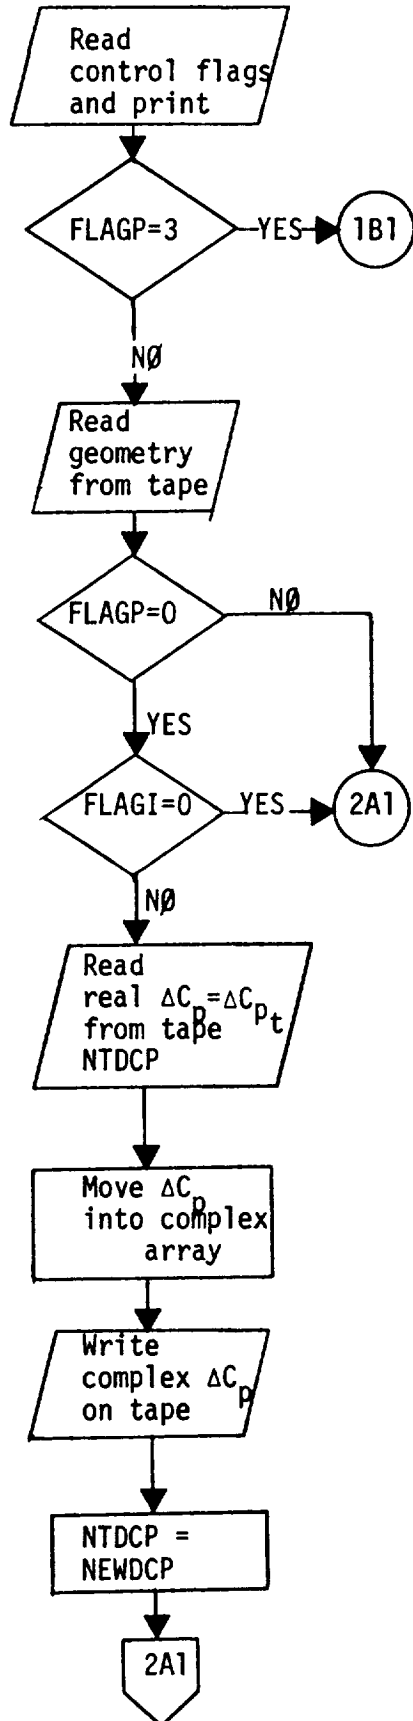 Read
control flags
and print
FLAGP=3
YES
1B1
NØ
Read
geometry
from tape
FLAGP=0
NØ
YES
FLAGI=0
YES
2A1
NØ
Read
real ΔCp=ΔCpt
from tape
NTDCP
Move ΔCp
into complex
array
Write
complex ΔCp
on tape
NTDCP =
NEWDCP
2A1